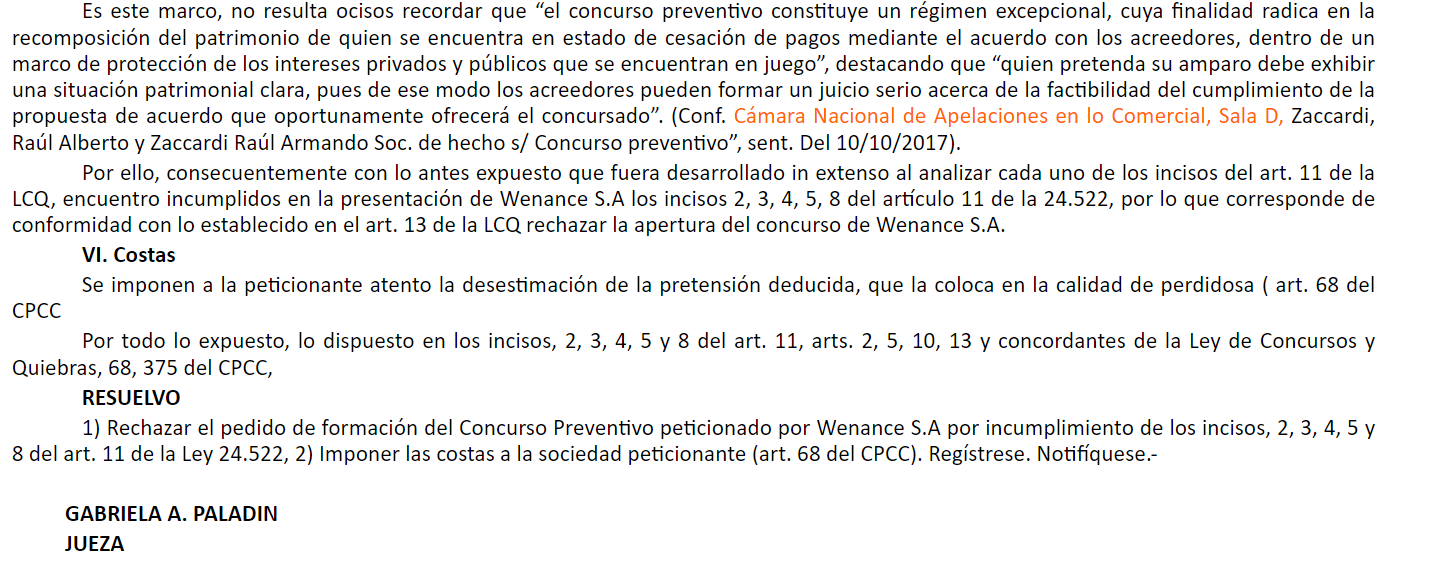 Es este marco, no resulta ocisos recordar que “el concurso preventivo constituye un régimen excepcional, cuya finalidad radica en la
recomposición del patrimonio de quien se encuentra en estado de cesación de pagos mediante el acuerdo con los acreedores, dentro de un
marco de protección de los intereses privados y públicos que se encuentran en juego”, destacando que “quien pretenda su amparo debe exhibir
una situación patrimonial clara, pues de ese modo los acreedores pueden formar un juicio serio acerca de la factibilidad del cumplimiento de la
propuesta de acuerdo que oportunamente ofrecerá el concursado”. (Conf. Cámara Nacional de Apelaciones en lo Comercial, Sala D, Zaccardi,
Raúl Alberto y Zaccardi Raúl Armando Soc. de hecho s/ Concurso preventivo”, sent. Del 10/10/2017).
Por ello, consecuentemente con lo antes expuesto que fuera desarrollado in extenso al analizar cada uno de los incisos del art. 11 de la
LCQ, encuentro incumplidos en la presentación de Wenance S.A los incisos 2, 3, 4, 5, 8 del artículo 11 de la 24.522, por lo que corresponde de
conformidad con lo establecido en el art. 13 de la LCQ rechazar la apertura del concurso de Wenance S.A.
VI. Costas
Se imponen a la peticionante atento la desestimación de la pretensión deducida, que la coloca en la calidad de perdidosa ( art. 68 del
CPCC
Por todo lo expuesto, lo dispuesto en los incisos, 2, 3, 4, 5 y 8 del art. 11, arts. 2, 5, 10, 13 y concordantes de la Ley de Concursos y
Quiebras, 68, 375 del CPCC,
RESUELVO
1) Rechazar el pedido de formación del Concurso Preventivo peticionado por Wenance S.A por incumplimiento de los incisos, 2, 3, 4, 5 y
8 del art. 11 de la Ley 24.522, 2) Imponer las costas a la sociedad peticionante (art. 68 del CPCC). Regístrese. Notifíquese.-
GABRIELA A. PALADIN
JUEZA